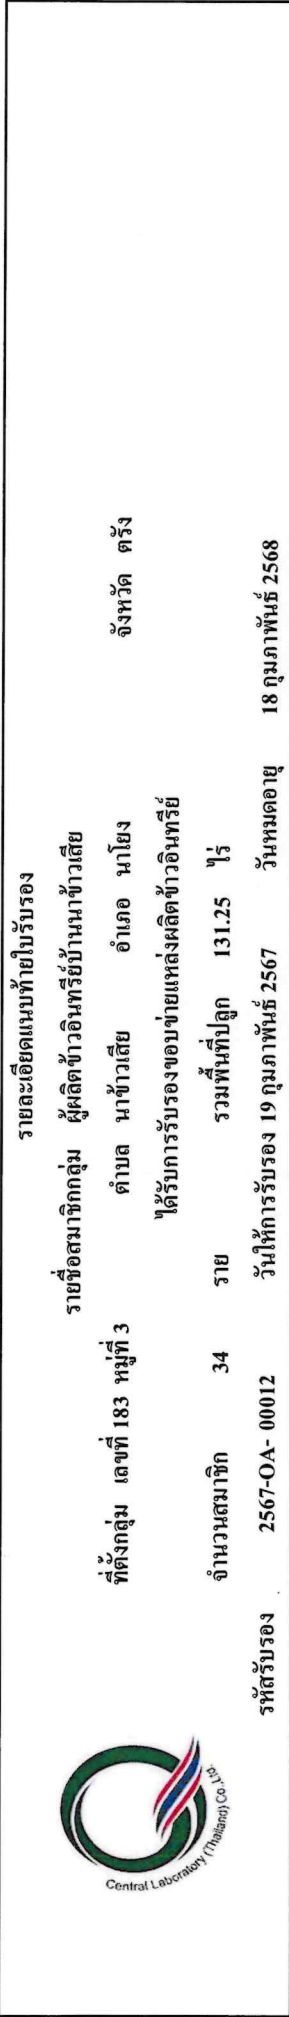 รายละเอียดแนบท้ายใบรับรอง
รายชื่อสมาชิกกลุ่ม ผู้ผลิตข้าวอินทรีย์บ้านนาข้าวเสีย
ที่ตั้งกลุ่ม เลขที่ 183 หมู่ที่ 3 ตำบล นาข้าวเสีย อำเภอ นาโยง จังหวัด ตรัง
ได้รับการรับรองขอบข่ายแหล่งผลิตข้าวอินทรีย์
จำนวนสมาชิก 34 ราย รวมพื้นที่ปลูก 131.25 ไร่
รหัสรับรอง 2567-OA- 00012 วันให้การรับรอง 19 กุมภาพันธ์ 2567 วันหมดอายุ 18 กุมภาพันธ์ 2568
Central Laboratory (Thailand) Co.,Ltd.